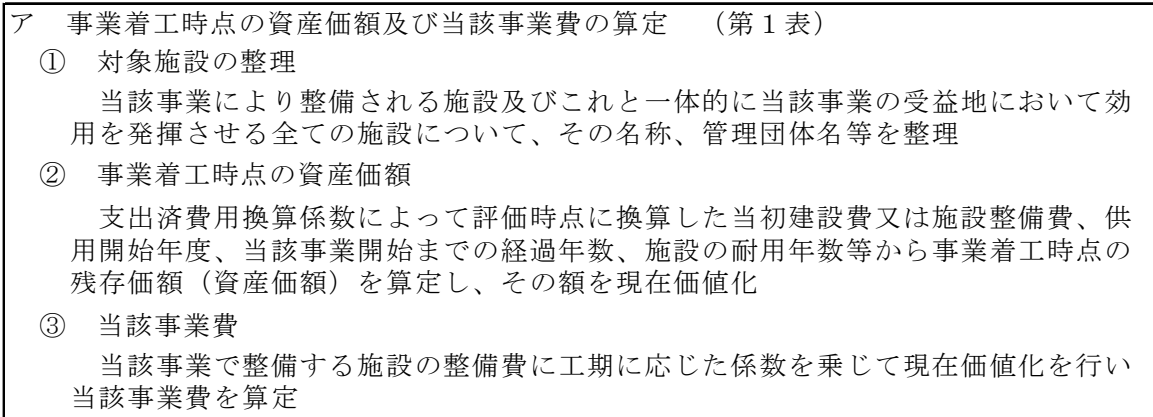 ア　事業着工時点の資産価額及び当該事業費の算定　（第１表）
①　対象施設の整理
当該事業により整備される施設及びこれと一体的に当該事業の受益地において効
用を発揮させる全ての施設について、その名称、管理団体名等を整理
②　事業着工時点の資産価額
支出済費用換算係数によって評価時点に換算した当初建設費又は施設整備費、供
用開始年度、当該事業開始までの経過年数、施設の耐用年数等から事業着工時点の
残存価額（資産価額）を算定し、その額を現在価値化
③　当該事業費
当該事業で整備する施設の整備費に工期に応じた係数を乗じて現在価値化を行い
当該事業費を算定